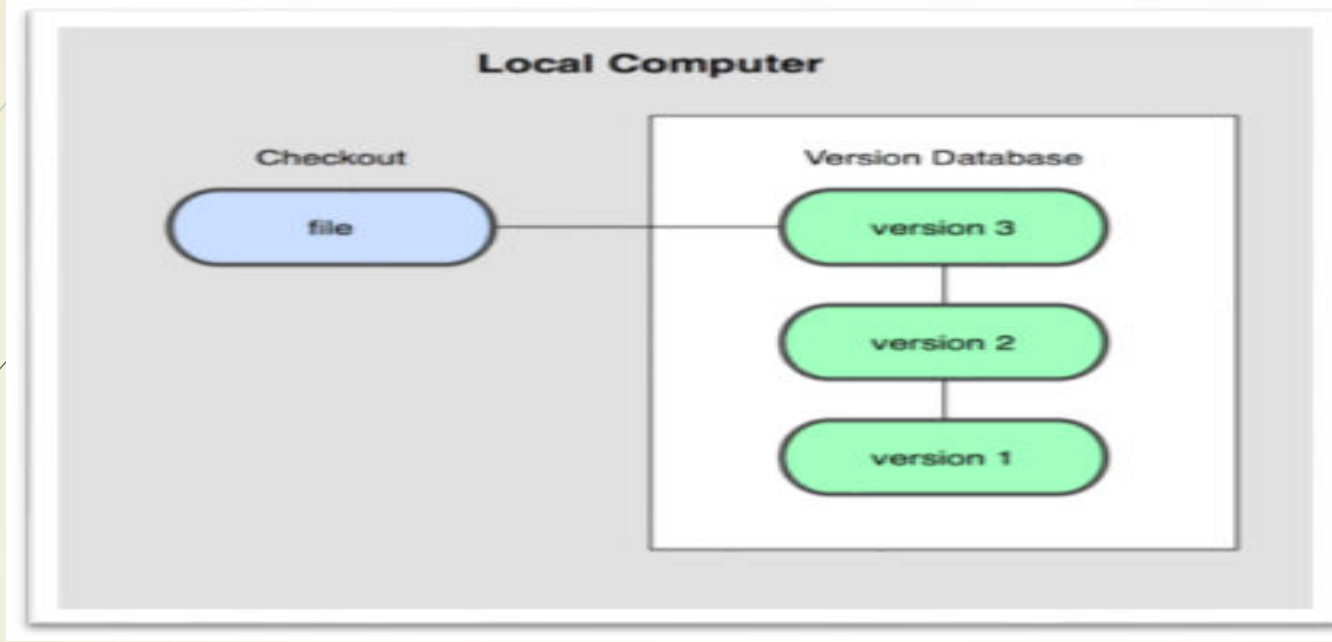 Local Computer
Checkout
Version Database
file
version 3
version 2
version 1